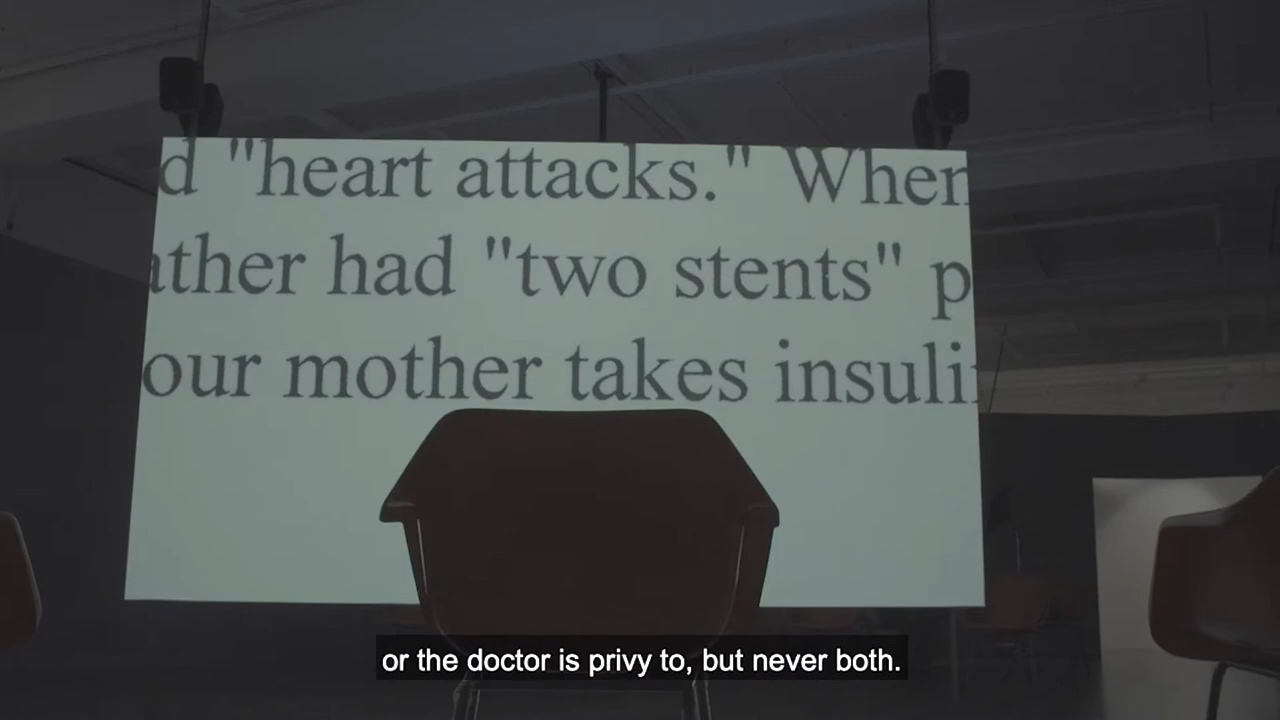 d "heart attacks." When
ather had "two stents" p
our mother takes insuli
or the doctor is privy to, but never both.